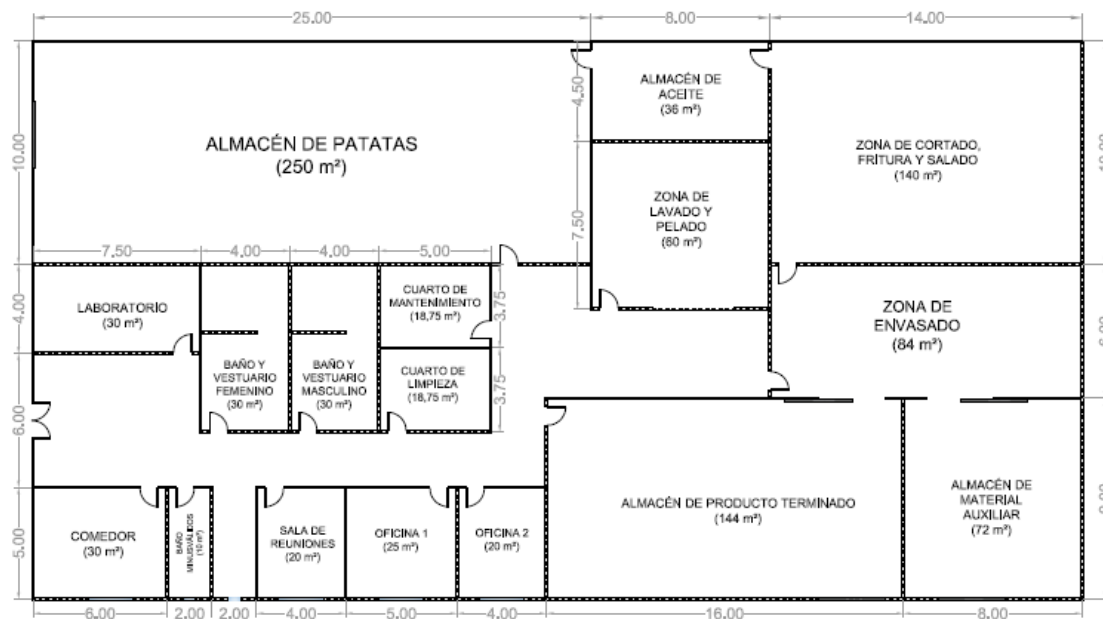 25.00
8.00
14.00
10.00
ALMACÉN DE PATATAS
(250 m²)
4.50
ALMACÉN DE
ACEITE
(36 m²)
ZONA DE CORTADO,
FRITURA Y SALADO
(140 m²)
7.50
ZONA DE
LAVADO Y
PELADO
(60 m²)
7.50
4.00
4.00
5.00
4.00
LABORATORIO
(30 m²)
CUARTO DE
MANTENIMIENTO
(18,75 m²)
3.75
ZONA DE
ENVASADO
(84 m²)
6.00
BAÑO Y
VESTUARIO
FEMENINO
(30 m²)
BAÑO Y
VESTUARIO
MASCULINO
(30 m²)
CUARTO DE
LIMPIEZA
(18,75 m²)
3.75
6.00
5.00
COMEDOR
(30 m²)
BAÑO
MINUSVÁLIDOS
(10 m²)
SALA DE
REUNIONES
(20 m²)
OFICINA 1
(25 m²)
OFICINA 2
(20 m²)
ALMACÉN DE PRODUCTO TERMINADO
(144 m²)
ALMACÉN DE
MATERIAL
AUXILIAR
(72 m²)
6.00
2.00
2.00
4.00
5.00
4.00
16.00
8.00